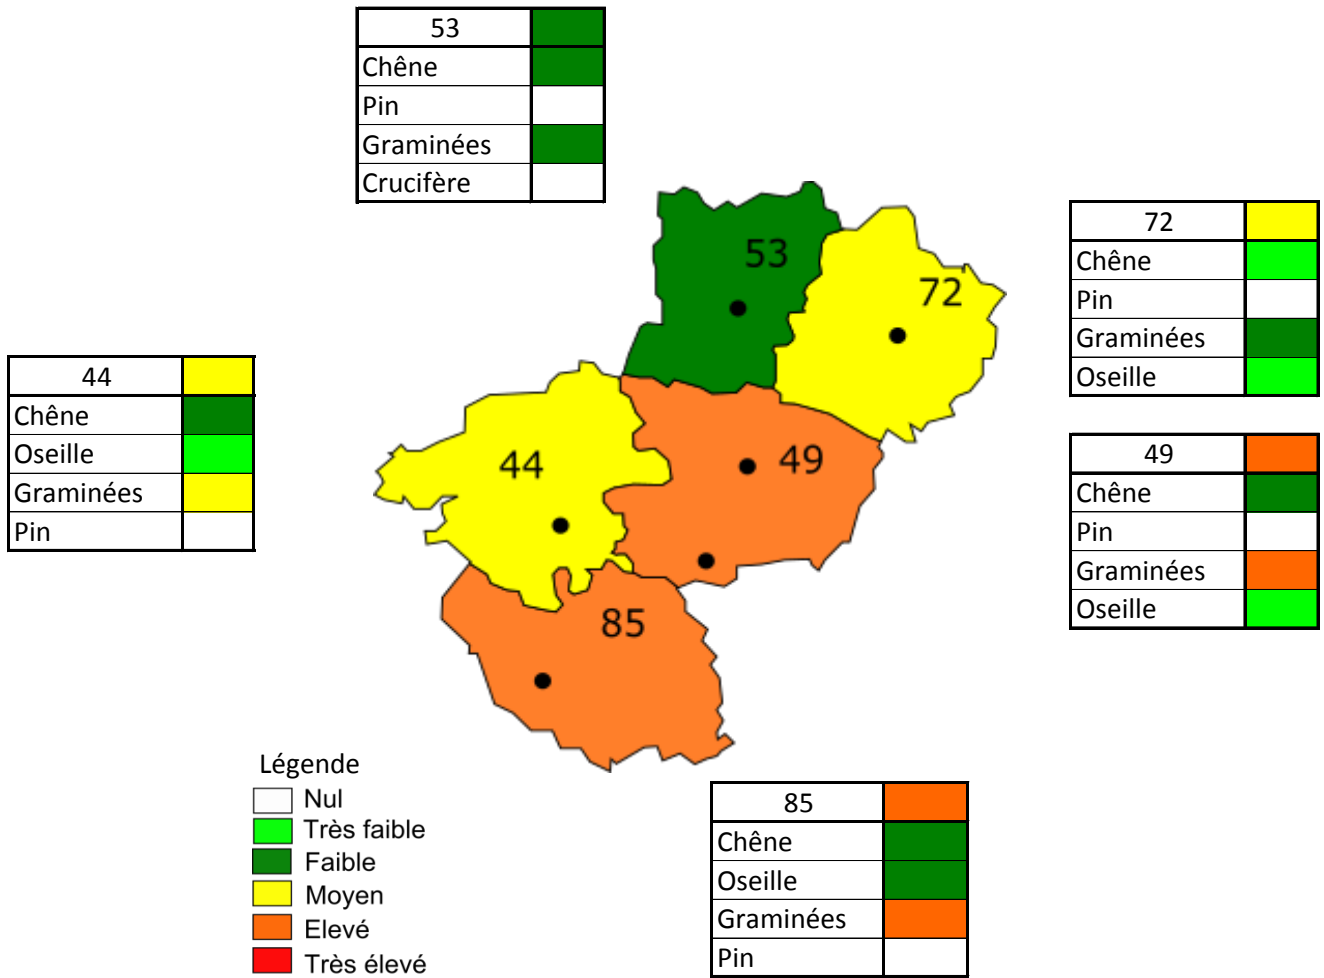 53
Chêne
Pin
Graminées
Crucifère
53
72
72
Chêne
Pin
Graminées
Oseille
44
Chêne
Oseille
Graminées
Pin
44
49
49
Chêne
Pin
Graminées
Oseille
85
Légende
Nul
Très faible
Faible
Moyen
Elevé
Très élevé
85
Chêne
Oseille
Graminées
Pin